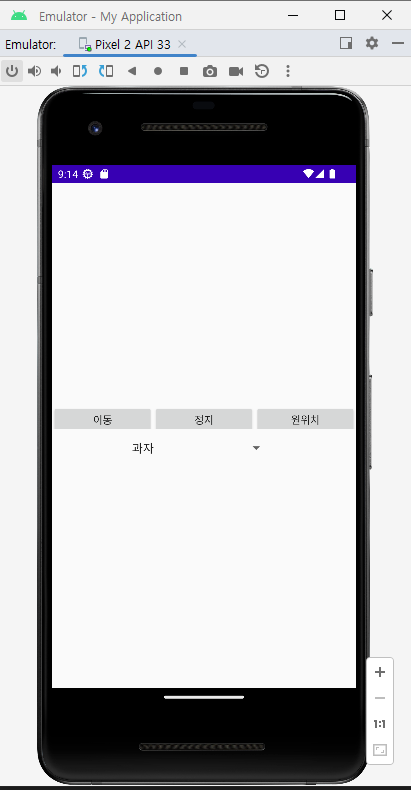 Emulator - My Application
Emulator: Pixel 2 API 33
9:14
이동 정지 원위치
과자
1:1